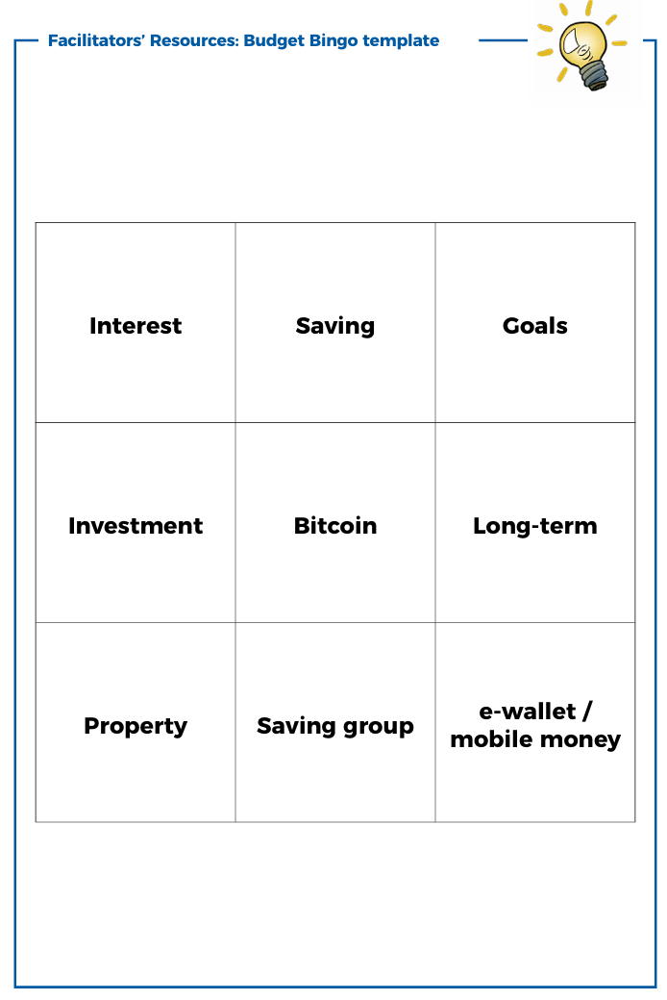 Facilitators’ Resources: Budget Bingo template
Interest
Saving
Goals
Investment
Bitcoin
Long-term
Property
Saving group
e-wallet /
mobile money